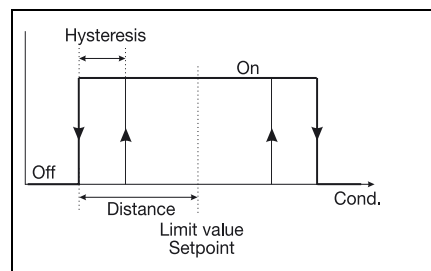 Hysteresis
On
Off
Distance
Cond.
Limit value
Setpoint